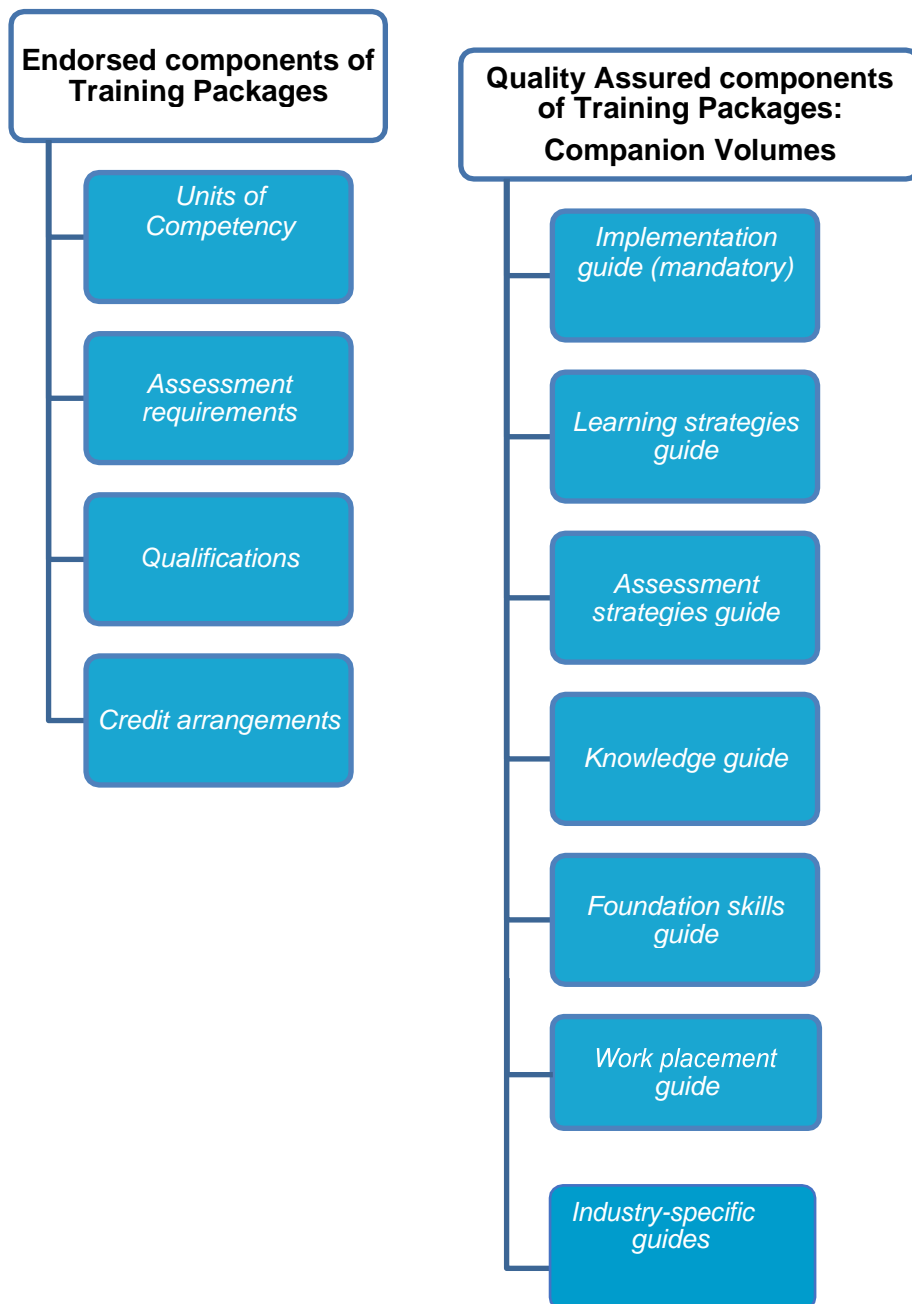 Endorsed components of
Training Packages
Units of
Competency
Assessment
requirements
Qualifications
Credit arrangements
Quality Assured components
of Training Packages:
Companion Volumes
Implementation
guide (mandatory)
Learning strategies
guide
Assessment
strategies guide
Knowledge guide
Foundation skills
guide
Work placement
guide
Industry-specific
guides